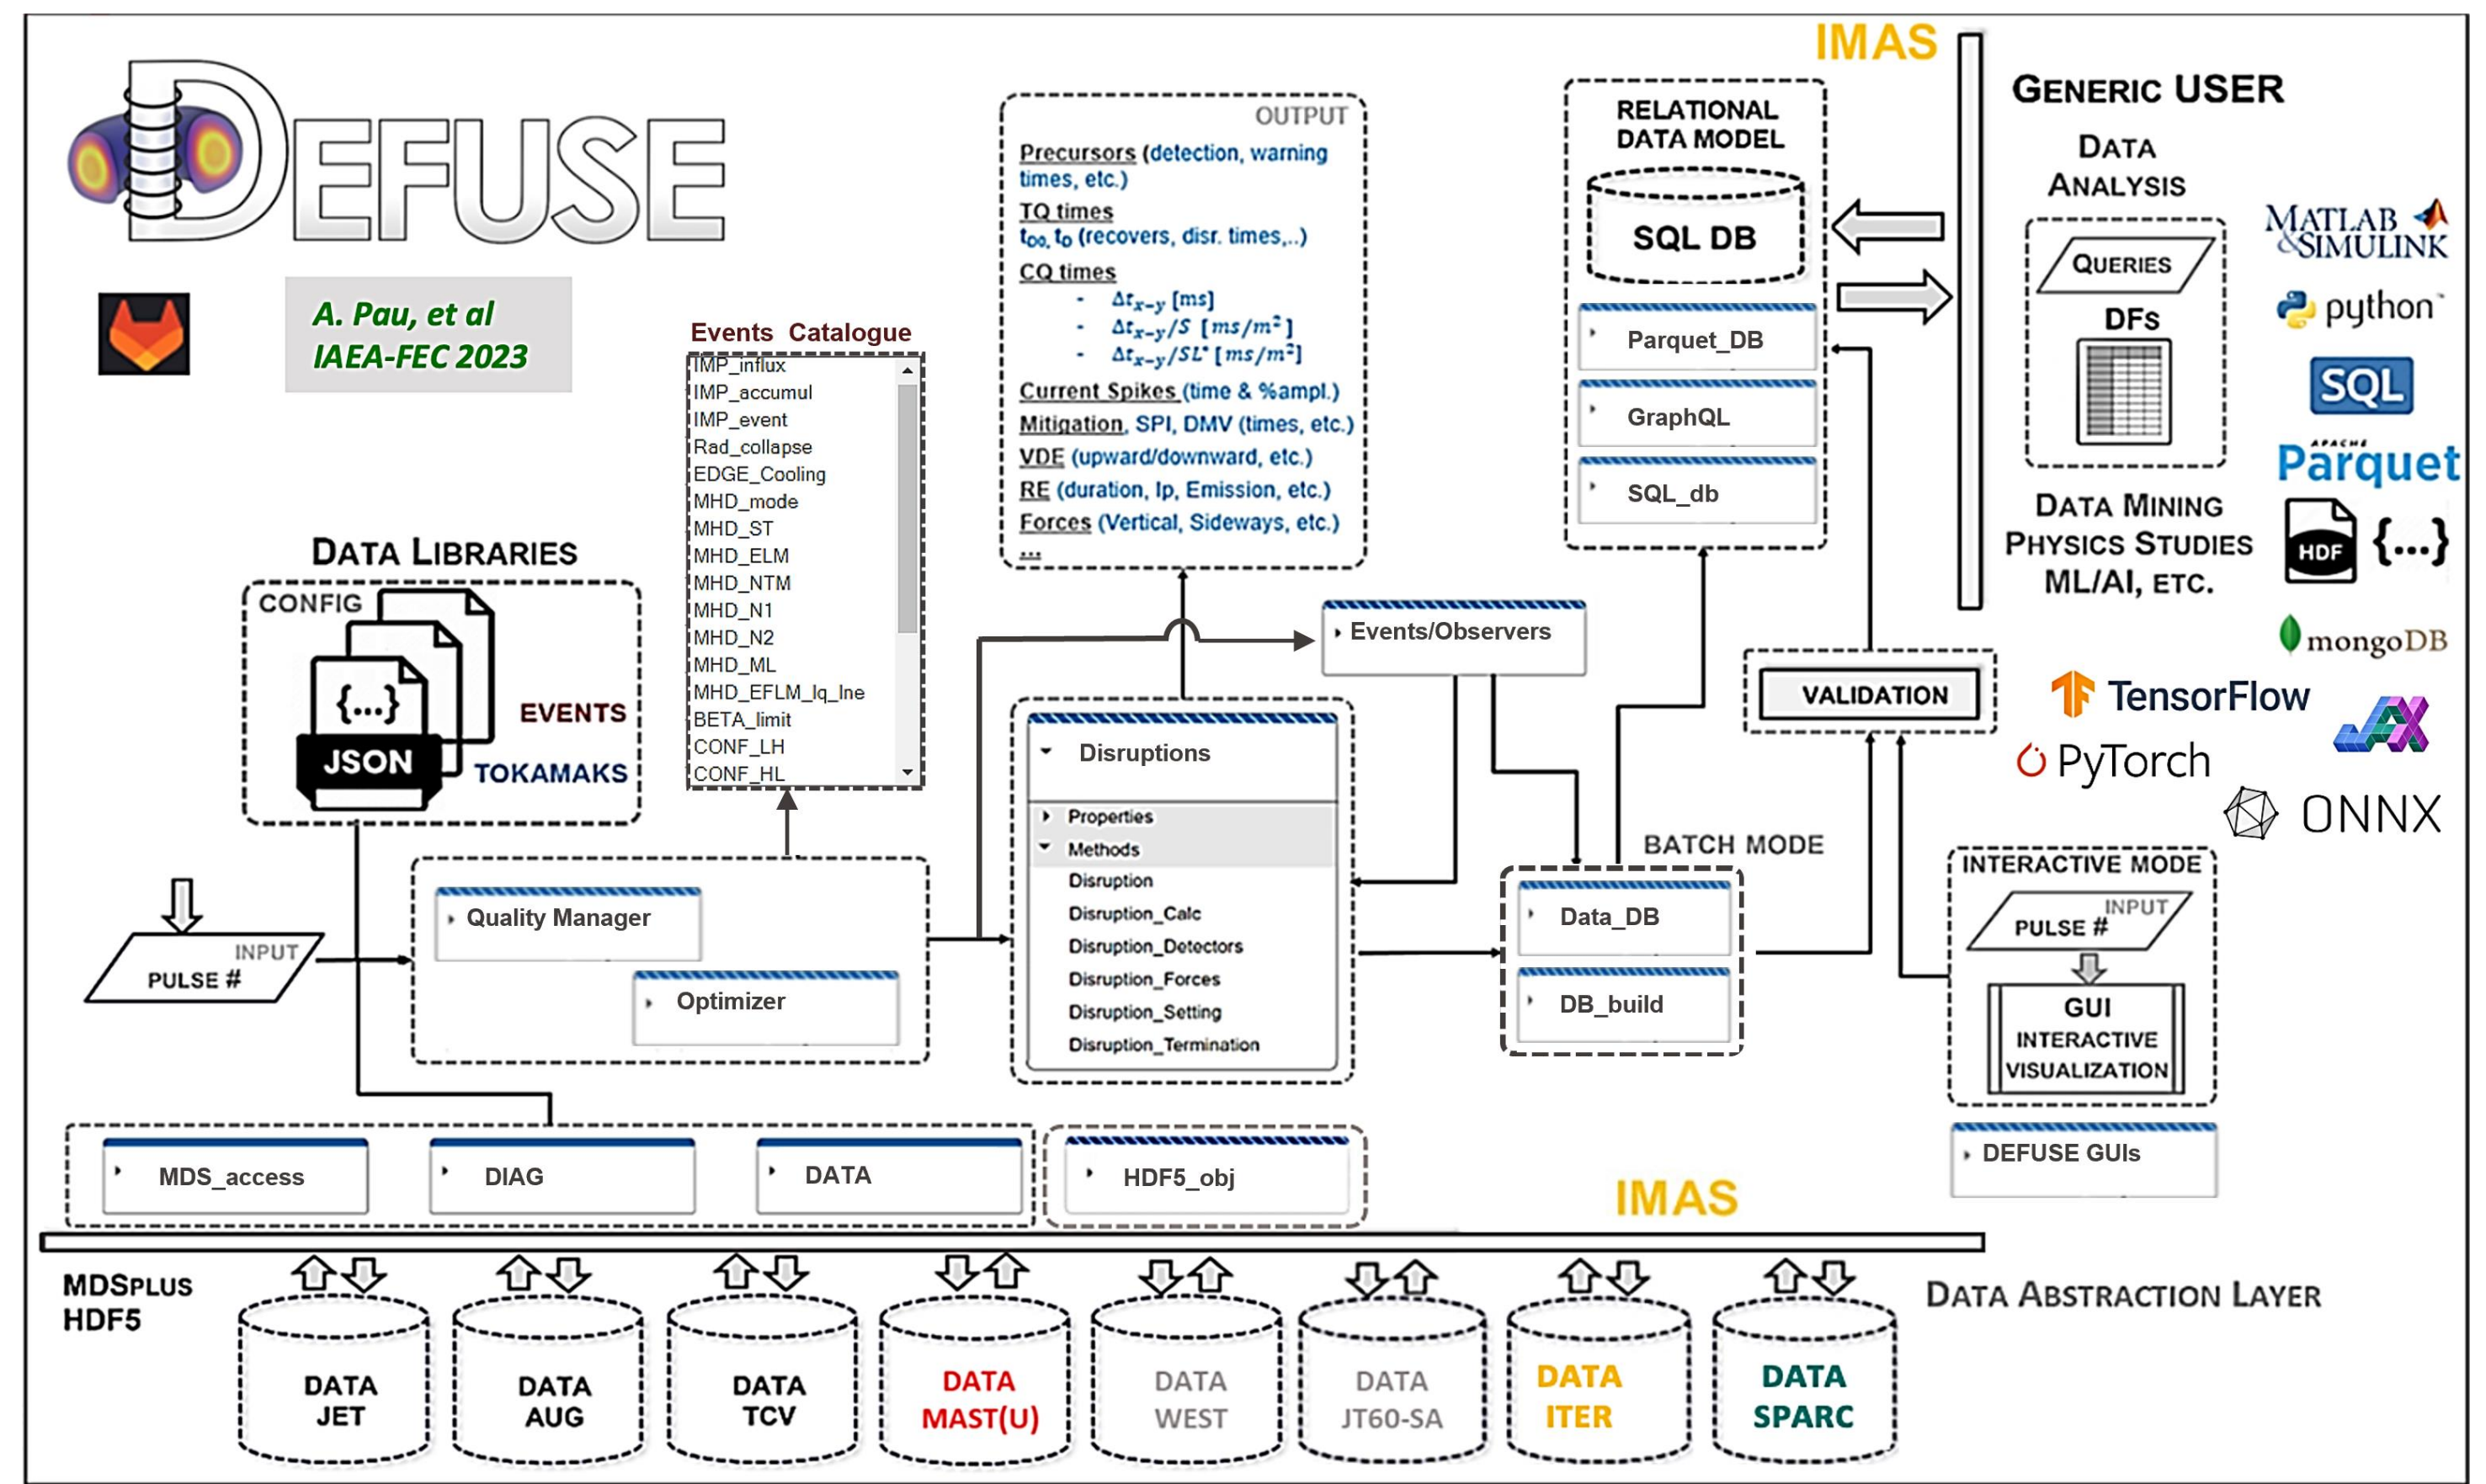 DEFUSE
A. Pau, et al
IAEA-FEC 2023
DATA LIBRARIES
CONFIG
{...}
JSON
EVENTS
TOKAMAKS
INPUT
PULSE #
Events Catalogue
IMP_influx
IMP_accumul
IMP_event
Rad_collapse
EDGE_Cooling
MHD_mode
MHD_ST
MHD_ELM
MHD_NTM
MHD_N1
MHD_N2
MHD_ML
MHD_EFLM_Iq_Ine
BETA_limit
CONF_LH
CONF_HL
Quality Manager
Optimizer
OUTPUT
Precursors (detection, warning
times, etc.)
TQ times
t₀₀, t_D (recovers, disr. times,..)
CQ times
- Δt_{x-y} [ms]
- Δt_{x-y}/S [ms/m²]
- Δt_{x-y}/SL* [ms/m²]
Current Spikes (time & %ampl.)
Mitigation, SPI, DMV (times, etc.)
VDE (upward/downward, etc.)
RE (duration, Ip, Emission, etc.)
Forces (Vertical, Sideways, etc.)
...
Events/Observers
Disruptions
Properties
Methods
Disruption
Disruption_Calc
Disruption_Detectors
Disruption_Forces
Disruption_Setting
Disruption_Termination
BATCH MODE
Data_DB
DB_build
IMAS
RELATIONAL
DATA MODEL
SQL DB
Parquet_DB
GraphQL
SQL_db
VALIDATION
GENERIC USER
DATA
ANALYSIS
QUERIES
DFs
DATA MINING
PHYSICS STUDIES
ML/AI, ETC.
MATLAB
&SIMULINK
python
SQL
APACHE
Parquet
HDF
{...}
mongoDB
TensorFlow
JAX
PyTorch
ONNX
INTERACTIVE MODE
INPUT
PULSE #
GUI
INTERACTIVE
VISUALIZATION
DEFUSE GUIs
MDS_access
DIAG
DATA
HDF5_obj
IMAS
MDSPLUS
HDF5
DATA ABSTRACTION LAYER
DATA
JET
DATA
AUG
DATA
TCV
DATA
MAST(U)
DATA
WEST
DATA
JT60-SA
DATA
ITER
DATA
SPARC